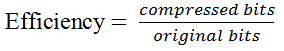 Efficiency = compressed bits / original bits